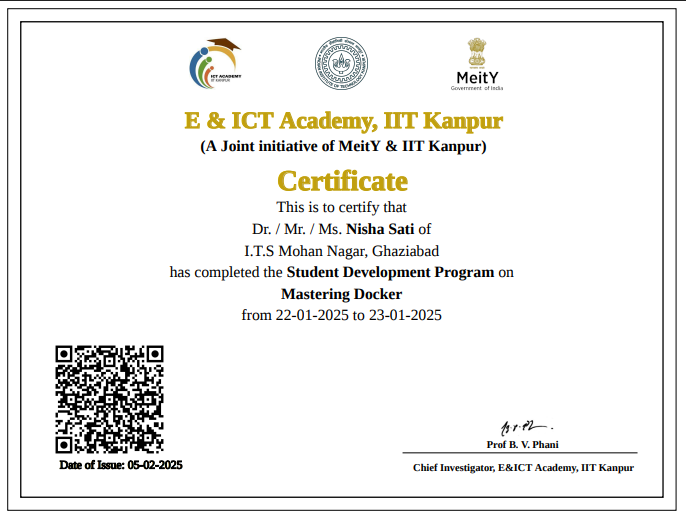 ICT ACADEMY
MeitY
Government of India
E & ICT Academy, IIT Kanpur
(A Joint initiative of MeitY & IIT Kanpur)
Certificate
This is to certify that
Dr. / Mr. / Ms. Nisha Sati of
I.T.S Mohan Nagar, Ghaziabad
has completed the Student Development Program on
Mastering Docker
from 22-01-2025 to 23-01-2025
Date of Issue: 05-02-2025
Prof B. V. Phani
Chief Investigator, E&ICT Academy, IIT Kanpur